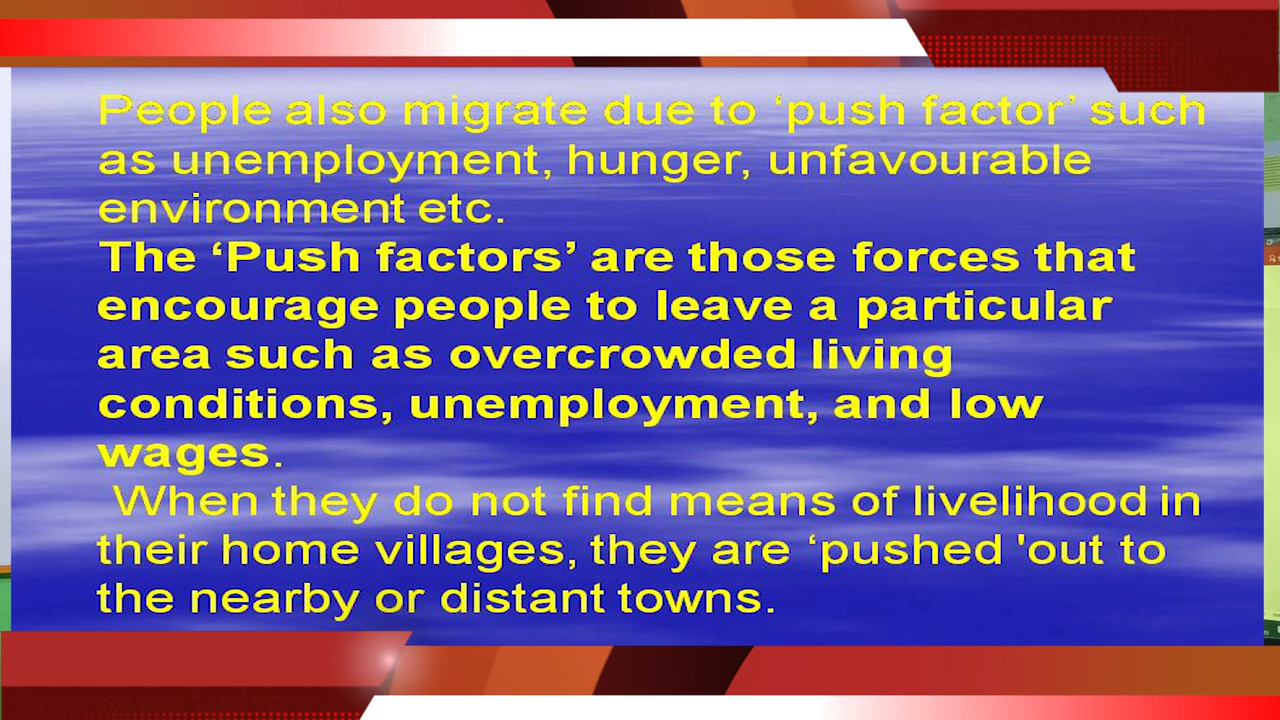 People also migrate due to ‘push factor’ such
as unemployment, hunger, unfavourable
environment etc.
The ‘Push factors’ are those forces that
encourage people to leave a particular
area such as overcrowded living
conditions, unemployment, and low
wages.
When they do not find means of livelihood in
their home villages, they are ‘pushed 'out to
the nearby or distant towns.